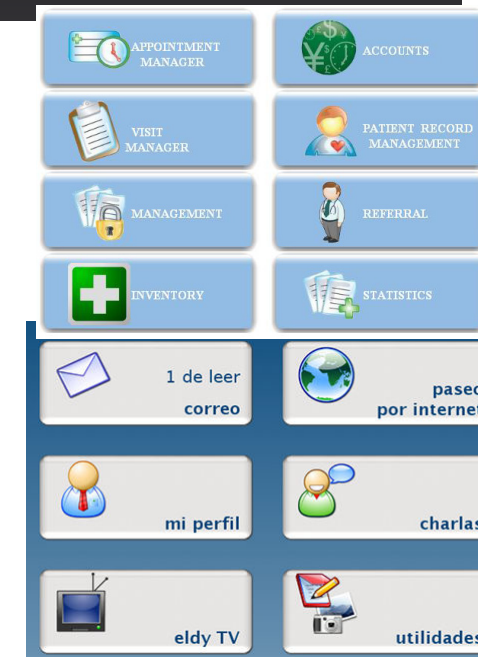 APPOINTMENT
MANAGER
ACCOUNTS
VISIT
MANAGER
PATIENT RECORD
MANAGEMENT
MANAGEMENT
REFERRAL
INVENTORY
STATISTICS
1 de leer
correo
paseo
por internet
mi perfil
charlas
eldy TV
utilidades